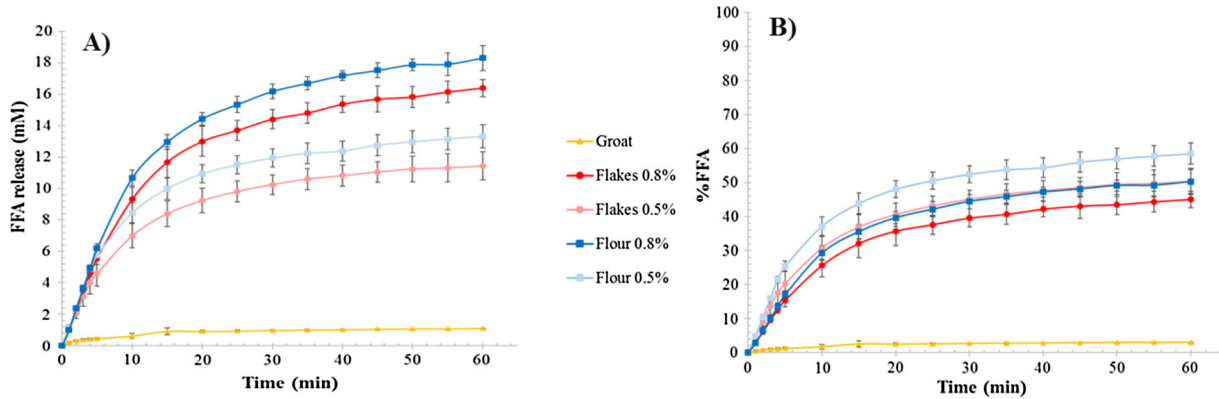 A)
FFA release (mM)
20
18
16
14
12
10
8
6
4
2
0
0 10 20 30 40 50 60
Time (min)
Groat
Flakes 0.8%
Flakes 0.5%
Flour 0.8%
Flour 0.5%
B)
%FFA
100
90
80
70
60
50
40
30
20
10
0
0 10 20 30 40 50 60
Time (min)